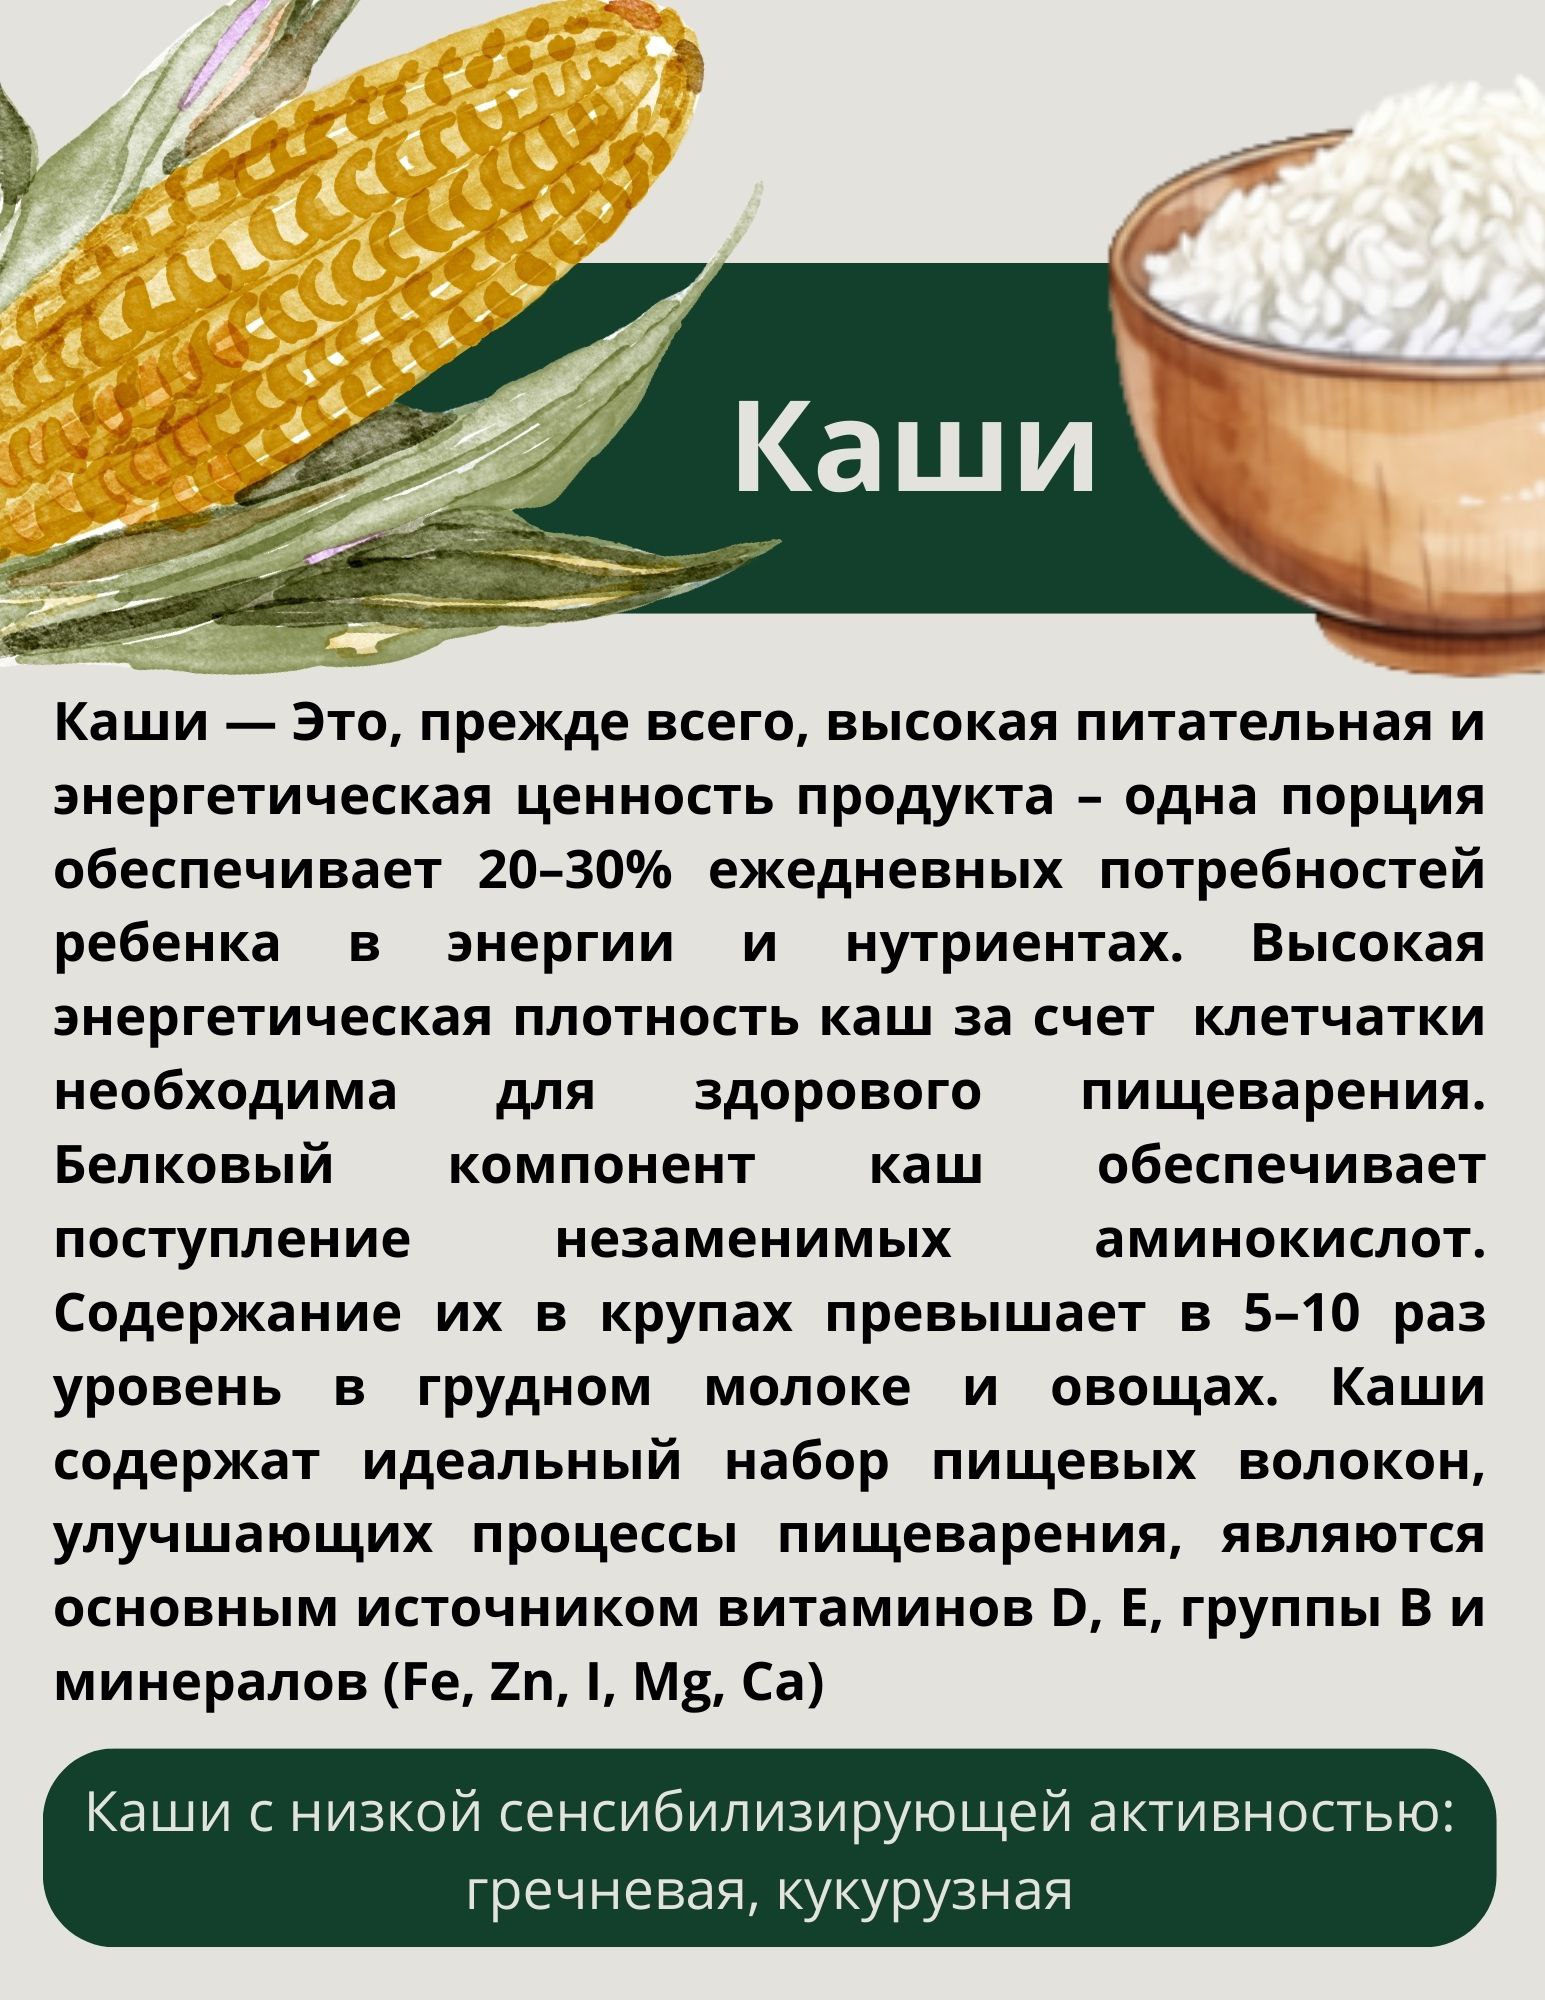 Каши
Каши — Это, прежде всего, высокая питательная и
энергетическая ценность продукта – одна порция
обеспечивает 20–30% ежедневных потребностей
ребенка в энергии и нутриентах. Высокая
энергетическая плотность каш за счет клетчатки
необходима для здорового пищеварения.
Белковый компонент каш обеспечивает
поступление незаменимых аминокислот.
Содержание их в крупах превышает в 5–10 раз
уровень в грудном молоке и овощах. Каши
содержат идеальный набор пищевых волокон,
улучшающих процессы пищеварения, являются
основным источником витаминов D, E, группы B и
минералов (Fe, Zn, I, Mg, Ca)
Каши с низкой сенсибилизирующей активностью:
гречневая, кукурузная